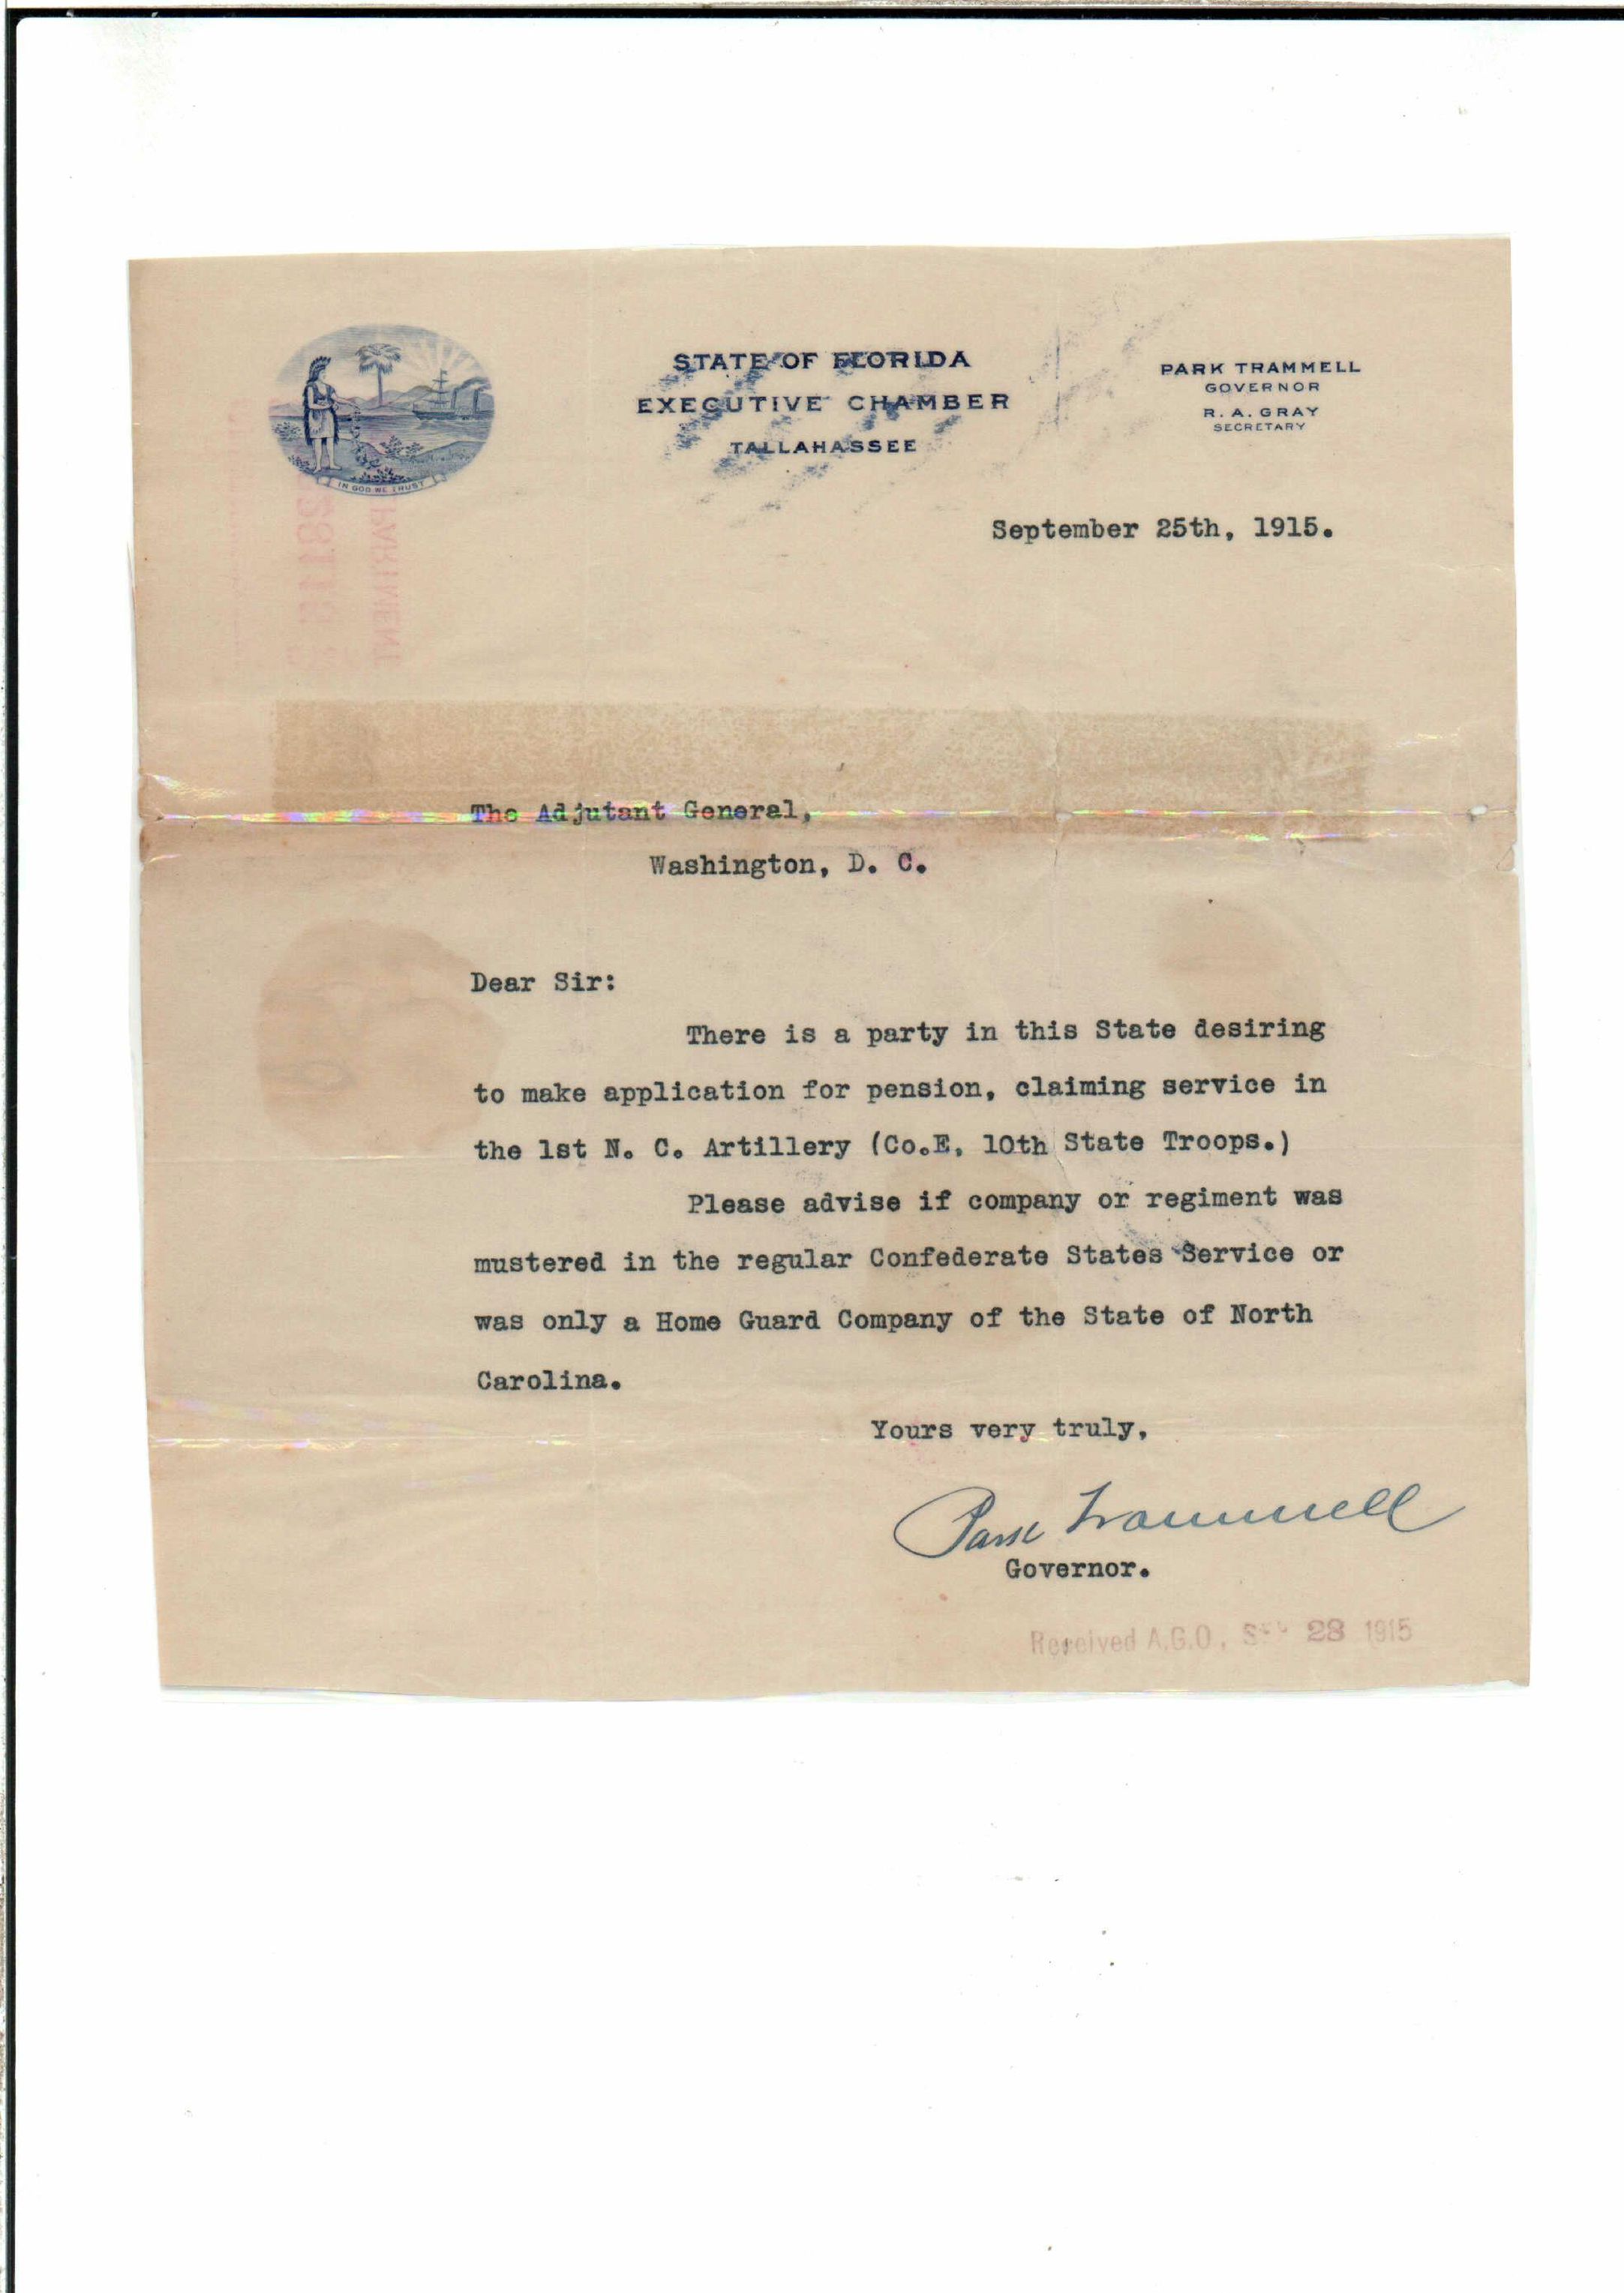 STATE OF FLORIDA
EXECUTIVE CHAMBER
TALLAHASSEE
PARK TRAMMELL
GOVERNOR
R. A. GRAY
SECRETARY
IN GOD WE TRUST
September 25th, 1915.
The Adjutant General,
Washington, D. C.
Dear Sir:
There is a party in this State desiring
to make application for pension, claiming service in
the 1st N. C. Artillery (Co.E, 10th State Troops.)
Please advise if company or regiment was
mustered in the regular Confederate States Service or
was only a Home Guard Company of the State of North
Carolina.
Yours very truly,
Park Trammell
Governor.
Received A.G.O. SEP 28 1915